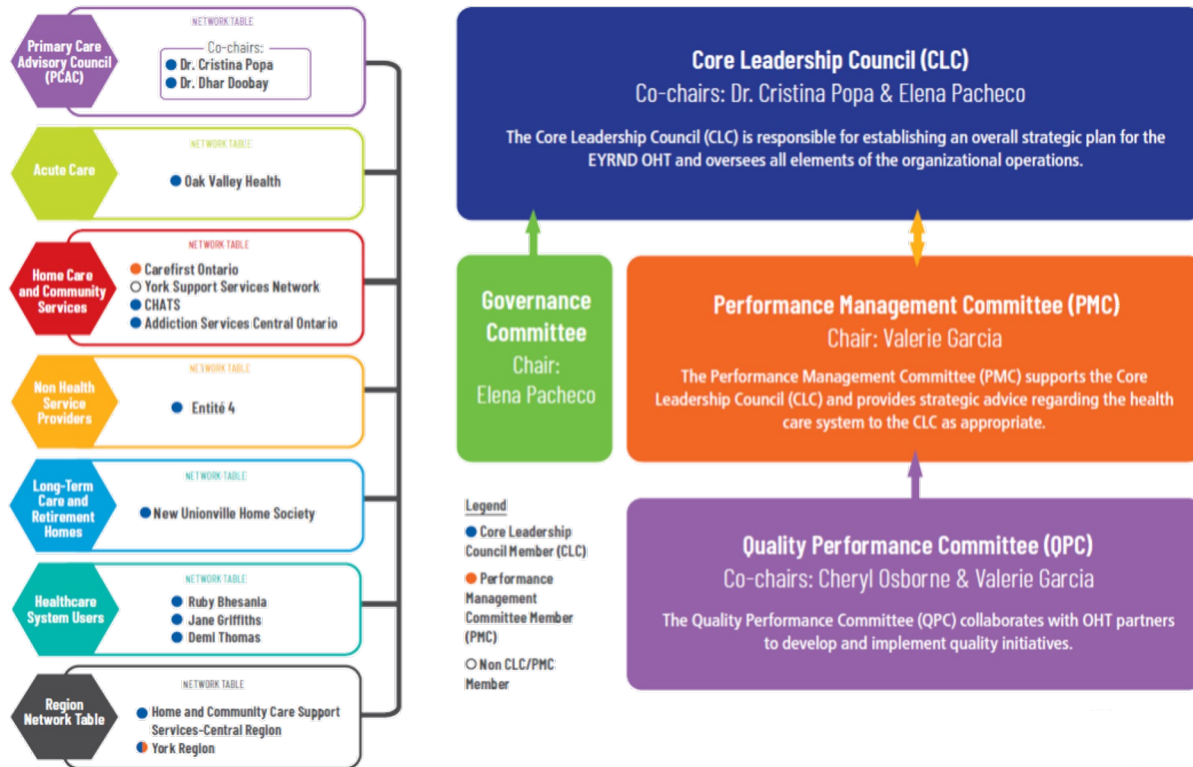 NETWORK TABLE
Primary Care
Advisory Council
(PCAC)
Co-chairs:
Dr. Cristina Popa
Dr. Dhar Doobay
NETWORK TABLE
Acute Care
Oak Valley Health
NETWORK TABLE
Home Care
and Community
Services
Carefirst Ontario
York Support Services Network
CHATS
Addiction Services Central Ontario
NETWORK TABLE
Non Health
Service
Providers
Entité 4
NETWORK TABLE
Long-Term
Care and
Retirement
Homes
New Unionville Home Society
NETWORK TABLE
Healthcare
System Users
Ruby Bhesania
Jane Griffiths
Demi Thomas
NETWORK TABLE
Region
Network Table
Home and Community Care Support
Services-Central Region
York Region
Core Leadership Council (CLC)
Co-chairs: Dr. Cristina Popa & Elena Pacheco
The Core Leadership Council (CLC) is responsible for establishing an overall strategic plan for the
EYRND OHT and oversees all elements of the organizational operations.
Governance
Committee
Chair:
Elena Pacheco
Performance Management Committee (PMC)
Chair: Valerie Garcia
The Performance Management Committee (PMC) supports the Core
Leadership Council (CLC) and provides strategic advice regarding the health
care system to the CLC as appropriate.
Legend
Core Leadership
Council Member (CLC)
Performance
Management
Committee Member
(PMC)
Non CLC/PMC
Member
Quality Performance Committee (QPC)
Co-chairs: Cheryl Osborne & Valerie Garcia
The Quality Performance Committee (QPC) collaborates with OHT partners
to develop and implement quality initiatives.